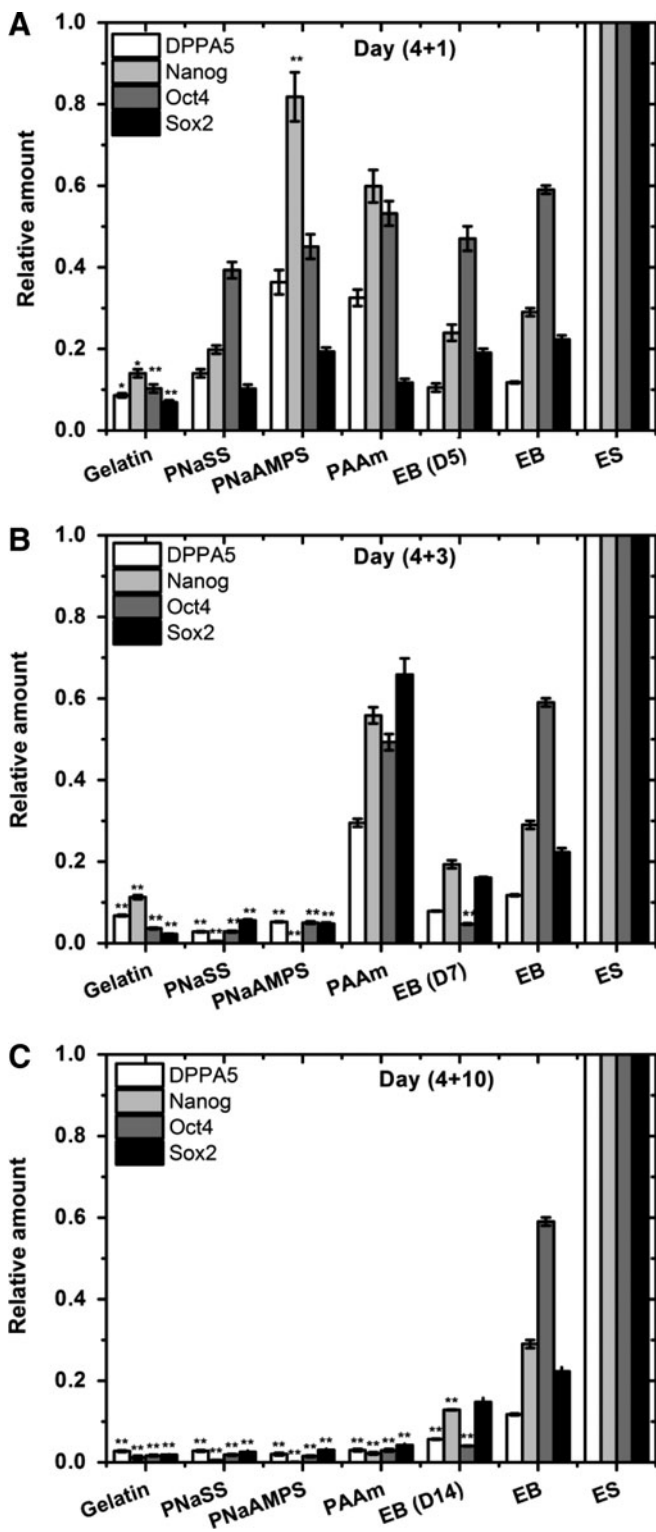 A
DPPA5
Nanog
Oct4
Sox2
Day (4+1)
**
* * ** **
Relative amount
1.0
0.8
0.6
0.4
0.2
0.0
Gelatin PNaSS PNaAMPS PAAm EB (D5) EB ES
B
DPPA5
Nanog
Oct4
Sox2
Day (4+3)
** ** ** ** ** ** ** ** ** ** ** ** **
Relative amount
1.0
0.8
0.6
0.4
0.2
0.0
Gelatin PNaSS PNaAMPS PAAm EB (D7) EB ES
C
DPPA5
Nanog
Oct4
Sox2
Day (4+10)
** ** ** ** ** ** ** ** ** ** ** ** ** ** ** ** ** ** **
Relative amount
1.0
0.8
0.6
0.4
0.2
0.0
Gelatin PNaSS PNaAMPS PAAm EB (D14) EB ES